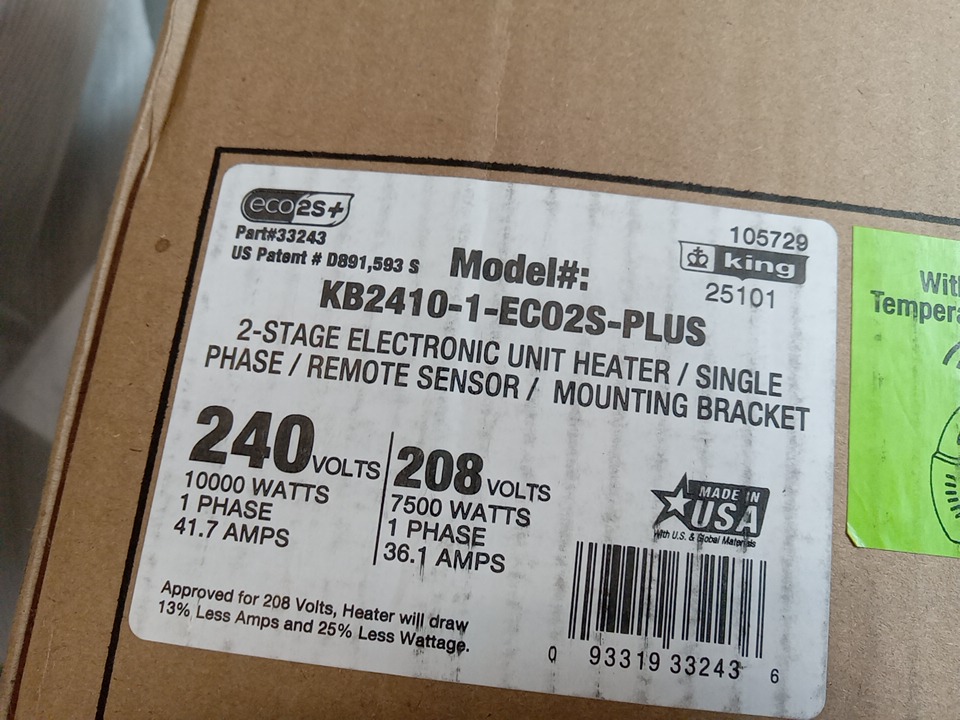 eco2S+
Part#33243
US Patent # D891,593 S
105729
king
25101
Model#:
KB2410-1-ECO2S-PLUS
2-STAGE ELECTRONIC UNIT HEATER / SINGLE
PHASE / REMOTE SENSOR / MOUNTING BRACKET
240 VOLTS
10000 WATTS
1 PHASE
41.7 AMPS
208 VOLTS
7500 WATTS
1 PHASE
36.1 AMPS
MADE IN
USA
With U.S. & Global Materials
Approved for 208 Volts, Heater will draw
13% Less Amps and 25% Less Wattage.
0 93319 33243 6